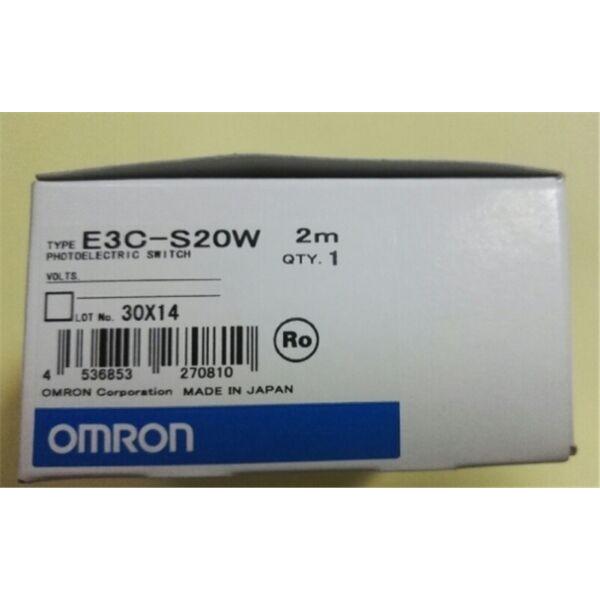 TYPE E3C-S20W 2m
PHOTOELECTRIC SWITCH QTY. 1
VOLTS.
LOT No. 30X14
Ro
4 536853 270810
OMRON Corporation MADE IN JAPAN
OMRON